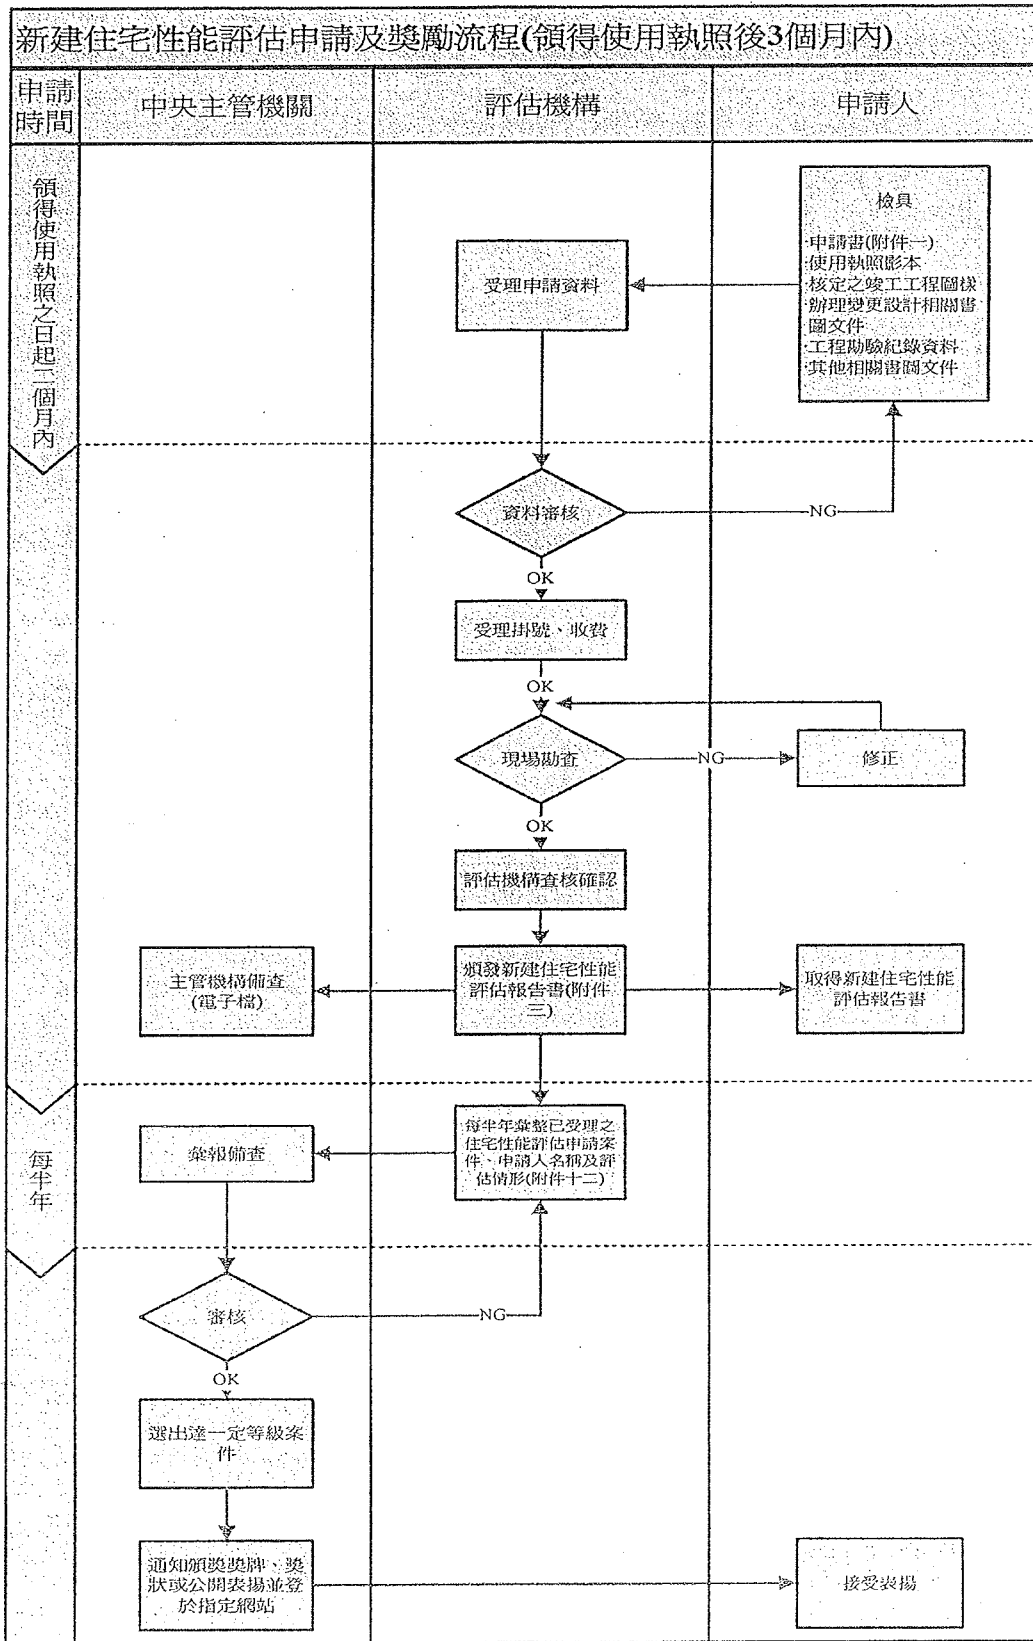 新建住宅性能評估申請及獎勵流程(領得使用執照後3個月內)
申請
時間
中央主管機關
評估機構
申請人
領得使用執照之日起三個月內
檢具
申請書(附件一)
使用執照影本
核定之竣工工程圖樣
辦理變更設計相關書
圖文件
工程勘驗紀錄資料
其他相關書圖文件
受理申請資料
資料審核
NG
OK
受理掛號、收費
OK
現場勘查
NG
修正
OK
評估機構查核確認
主管機構備查
(電子檔)
頒發新建住宅性能
評估報告書(附件
三)
取得新建住宅性能
評估報告書
每半年
彙報備查
每半年彙整已受理之
住宅性能評估申請案
件、申請人名稱及評
估情形(附件十二)
審核
NG
OK
選出達一定等級案
件
通知頒獎獎牌、獎
狀或公開表揚並登
於指定網站
接受表揚